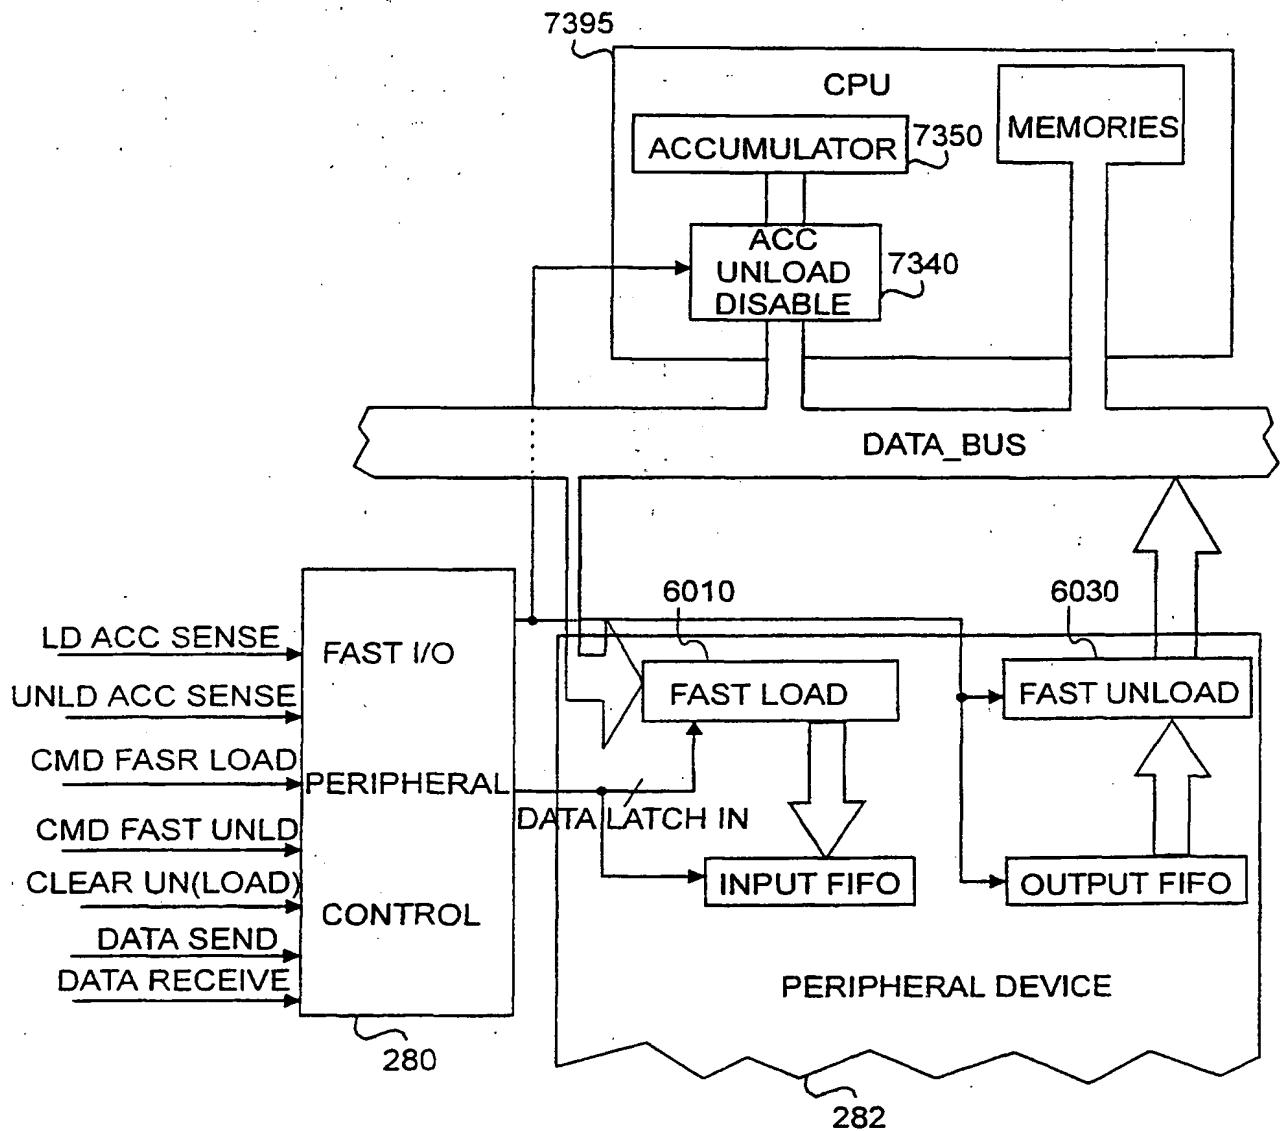 7395
CPU
MEMORIES
ACCUMULATOR
7350
ACC
UNLOAD
DISABLE
7340
DATA_BUS
6010
6030
LD ACC SENSE
FAST I/O
UNLD ACC SENSE
FAST LOAD
FAST UNLOAD
CMD FASR LOAD
PERIPHERAL
DATA LATCH IN
CMD FAST UNLD
CLEAR UN(LOAD)
INPUT FIFO
OUTPUT FIFO
CONTROL
DATA SEND
DATA RECEIVE
PERIPHERAL DEVICE
280
282